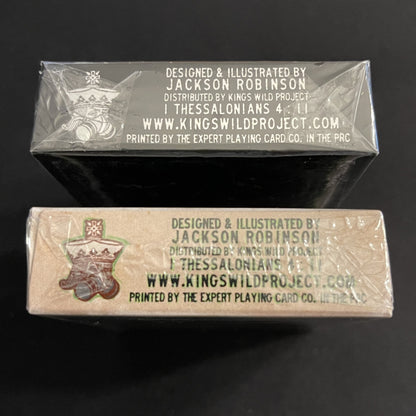 DESIGNED & ILLUSTRATED BY
JACKSON ROBINSON
DISTRIBUTED BY KINGS WILD PROJECT
1 THESSALONIANS 4:11
WWW.KINGSWILDPROJECT.COM
PRINTED BY THE EXPERT PLAYING CARD CO. IN THE PRC
DESIGNED & ILLUSTRATED BY
JACKSON ROBINSON
DISTRIBUTED BY KINGS WILD PROJECT
1 THESSALONIANS 4:11
WWW.KINGSWILDPROJECT.COM
PRINTED BY THE EXPERT PLAYING CARD CO. IN THE PRC